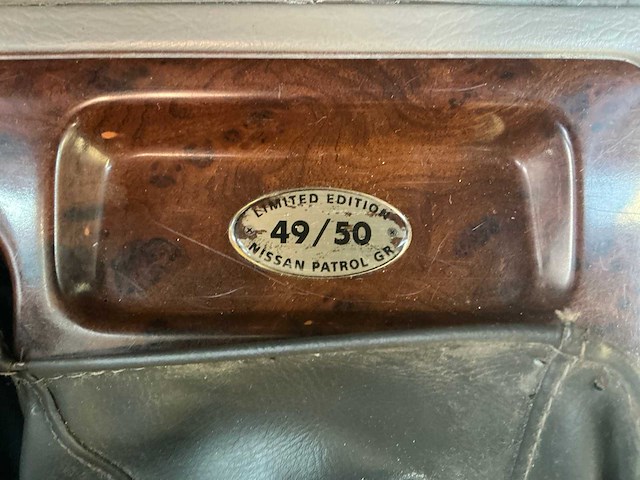 LIMITED EDITION
49/50
NISSAN PATROL GR